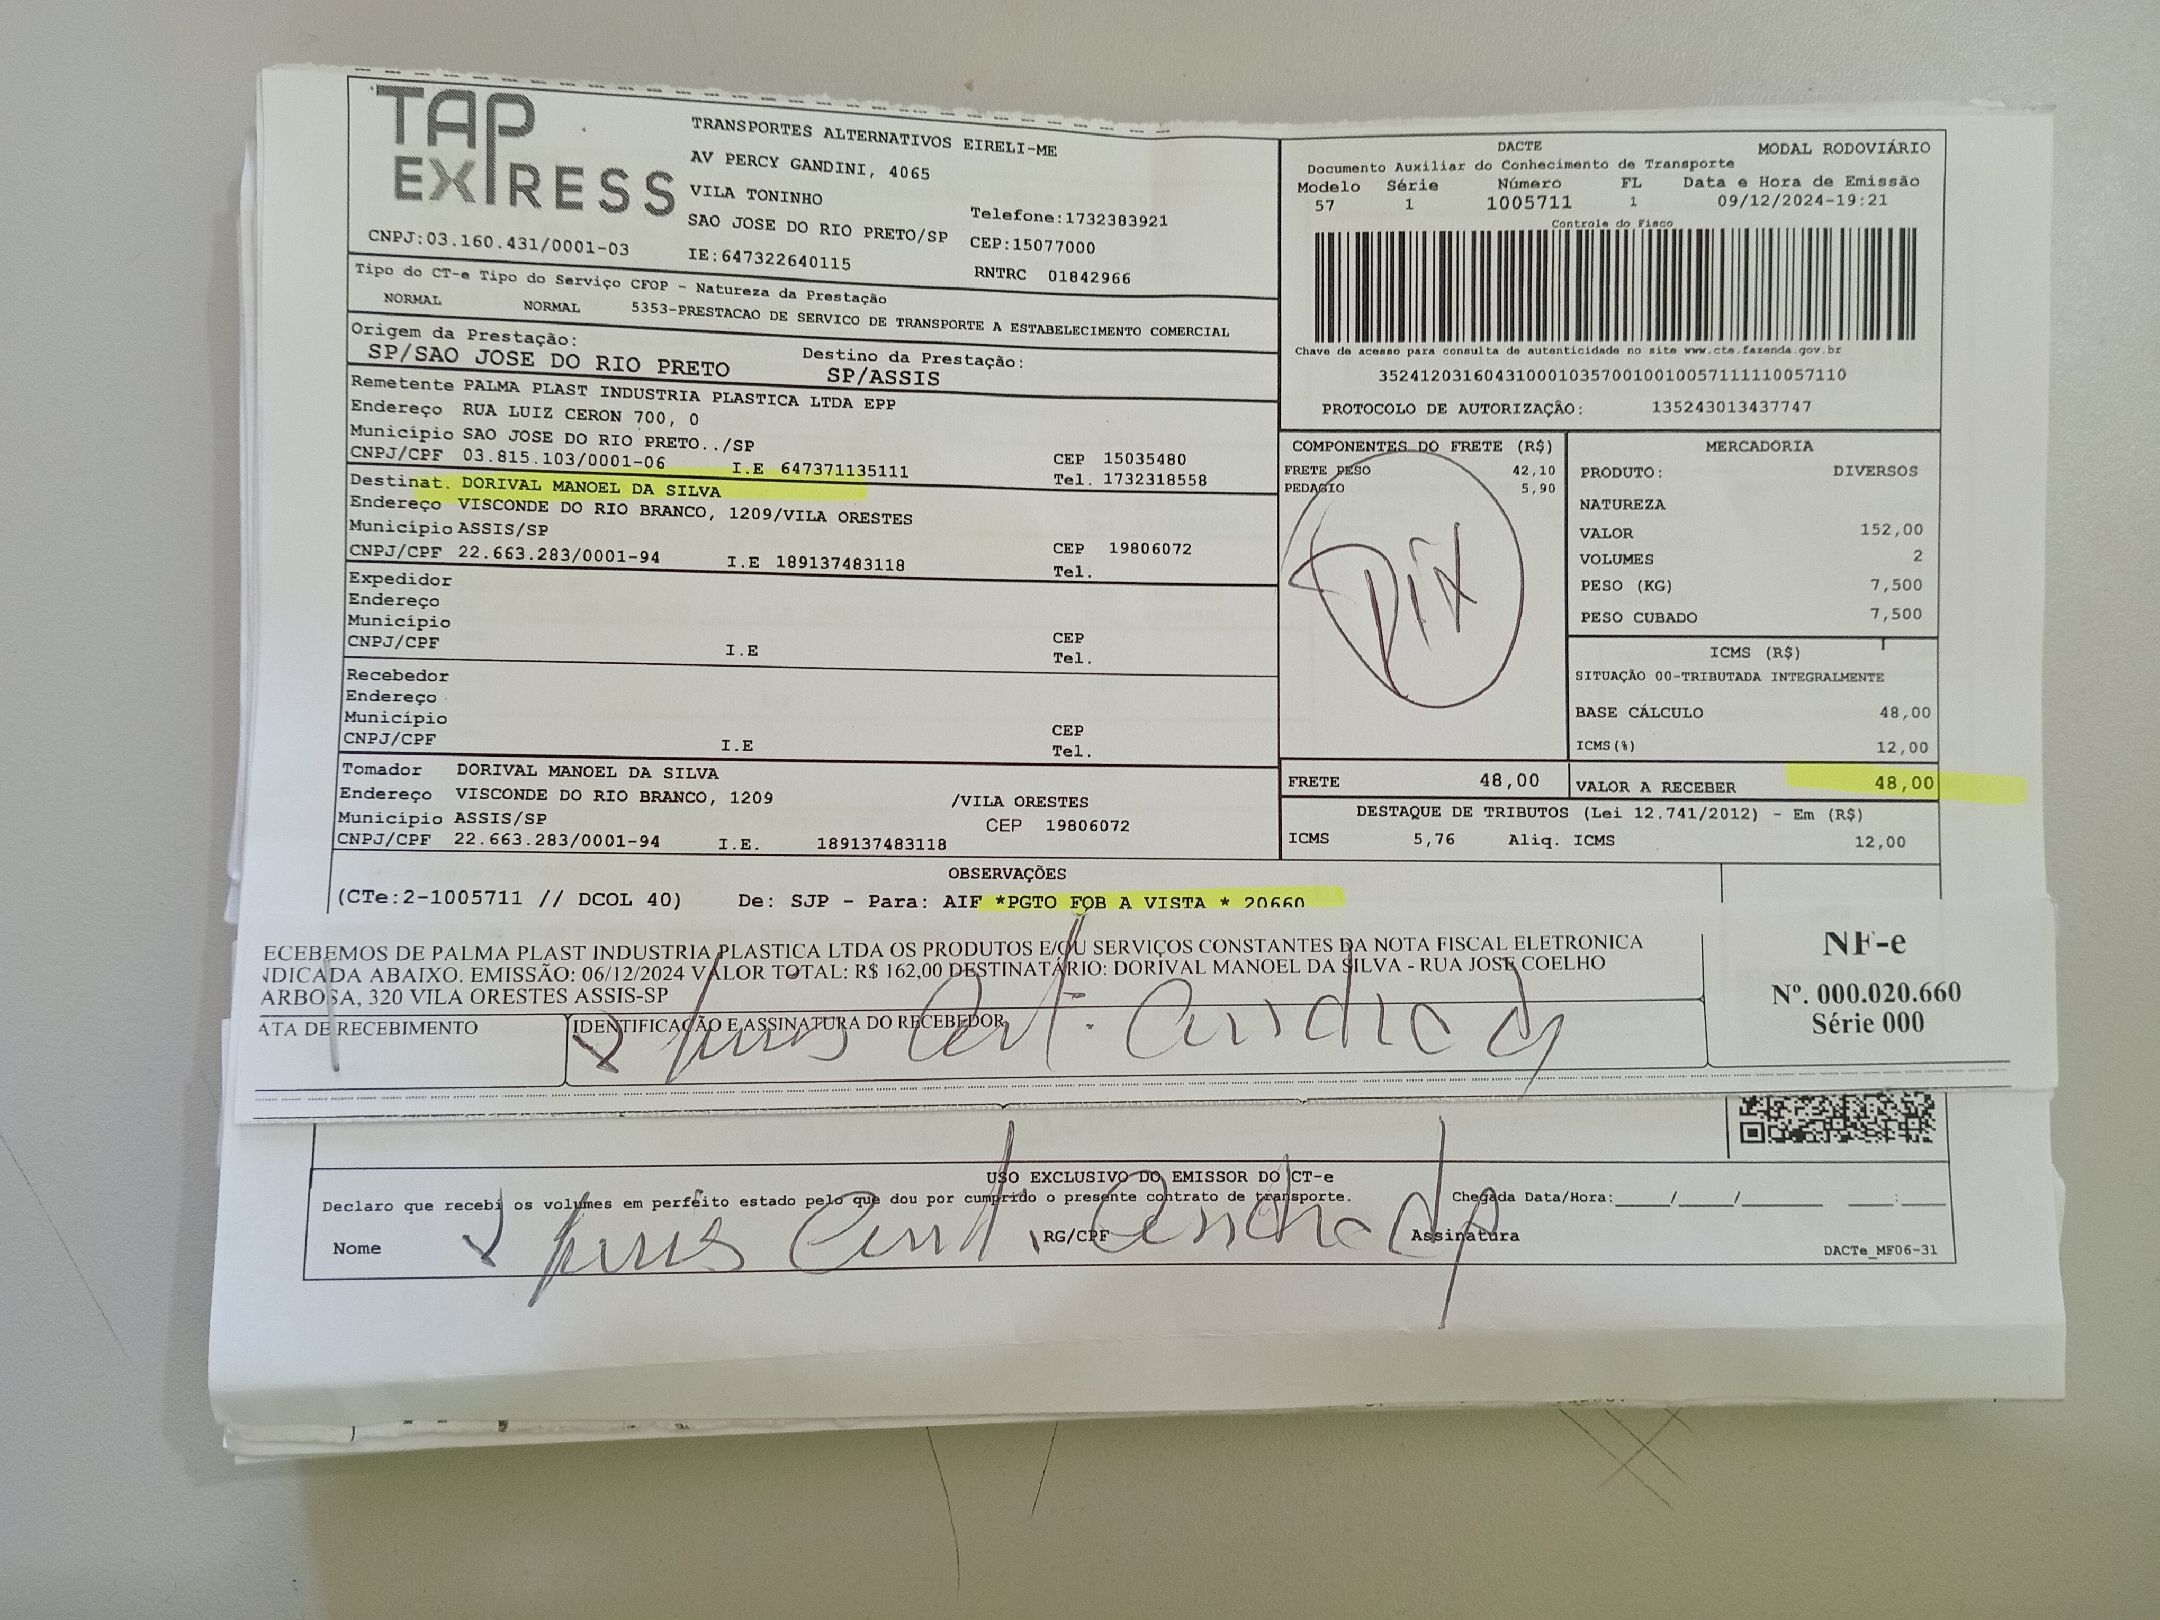 TAP EXPRESS
TRANSPORTES ALTERNATIVOS EIRELI-ME
AV PERCY GANDINI, 4065
VILA TONINHO
SAO JOSE DO RIO PRETO/SP
Telefone:1732383921
CEP:15077000
CNPJ:03.160.431/0001-03
IE:647322640115
RNTRC 01842966
DACTE
MODAL RODOVIÁRIO
Documento Auxiliar do Conhecimento de Transporte
Modelo Série Número FL Data e Hora de Emissão
57 1 1005711 1 09/12/2024-19:21
Controle do Fisco
Chave de acesso para consulta de autenticidade no site www.cte.fazenda.gov.br
35241203160431000103570010010057111110057110
PROTOCOLO DE AUTORIZAÇÃO: 135243013437747
Tipo do CT-e Tipo do Serviço CFOP - Natureza da Prestação
NORMAL NORMAL 5353-PRESTACAO DE SERVICO DE TRANSPORTE A ESTABELECIMENTO COMERCIAL
Origem da Prestação:
SP/SAO JOSE DO RIO PRETO
Destino da Prestação:
SP/ASSIS
Remetente PALMA PLAST INDUSTRIA PLASTICA LTDA EPP
Endereço RUA LUIZ CERON 700, 0
Município SAO JOSE DO RIO PRETO../SP
CEP 15035480
CNPJ/CPF 03.815.103/0001-06 I.E 647371135111 Tel. 1732318558
Destinat. DORIVAL MANOEL DA SILVA
Endereço VISCONDE DO RIO BRANCO, 1209/VILA ORESTES
Município ASSIS/SP
CEP 19806072
CNPJ/CPF 22.663.283/0001-94 I.E 189137483118 Tel.
Expedidor
Endereço
Município
CEP
CNPJ/CPF I.E Tel.
Recebedor
Endereço
Município
CEP
CNPJ/CPF I.E Tel.
Tomador DORIVAL MANOEL DA SILVA
Endereço VISCONDE DO RIO BRANCO, 1209 /VILA ORESTES
Município ASSIS/SP CEP 19806072
CNPJ/CPF 22.663.283/0001-94 I.E. 189137483118
COMPONENTES DO FRETE (R$)
FRETE PESO 42,10
PEDAGIO 5,90
PIX
MERCADORIA
PRODUTO: DIVERSOS
NATUREZA
VALOR 152,00
VOLUMES 2
PESO (KG) 7,500
PESO CUBADO 7,500
ICMS (R$)
SITUAÇÃO 00-TRIBUTADA INTEGRALMENTE
BASE CÁLCULO 48,00
ICMS(%) 12,00
FRETE 48,00 VALOR A RECEBER 48,00
DESTAQUE DE TRIBUTOS (Lei 12.741/2012) - Em (R$)
ICMS 5,76 Aliq. ICMS 12,00
OBSERVAÇÕES
(CTe:2-1005711 // DCOL 40) De: SJP - Para: AIF *PGTO FOB A VISTA * 20660
ECEBEMOS DE PALMA PLAST INDUSTRIA PLASTICA LTDA OS PRODUTOS E/OU SERVIÇOS CONSTANTES DA NOTA FISCAL ELETRONICA
NDICADA ABAIXO. EMISSÃO: 06/12/2024 VALOR TOTAL: R$ 162,00 DESTINATÁRIO: DORIVAL MANOEL DA SILVA - RUA JOSE COELHO
ARBOSA, 320 VILA ORESTES ASSIS-SP
ATA DE RECEBIMENTO
IDENTIFICAÇÃO E ASSINATURA DO RECEBEDOR
NF-e
Nº. 000.020.660
Série 000
USO EXCLUSIVO DO EMISSOR DO CT-e
Declaro que recebi os volumes em perfeito estado pelo que dou por cumprido o presente contrato de transporte. Chegada Data/Hora:____/____/______ ___:___
Nome RG/CPF Assinatura
DACTe_MF06-31